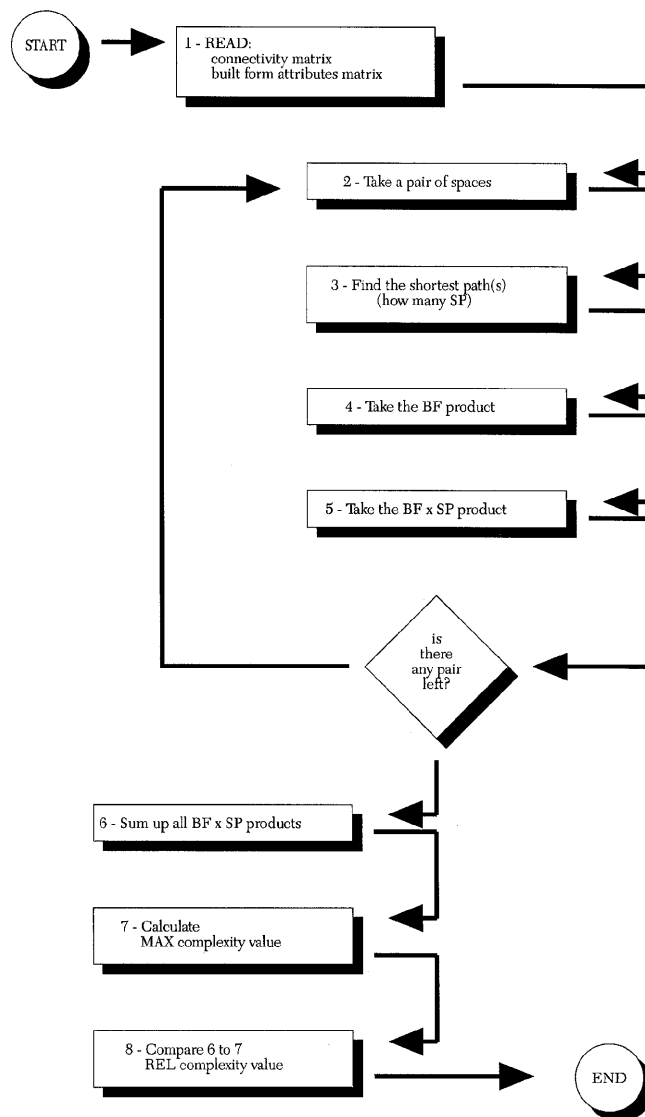 START
1 - READ:
connectivity matrix
built form attributes matrix
2 - Take a pair of spaces
3 - Find the shortest path(s)
(how many SP)
4 - Take the BF product
5 - Take the BF x SP product
is
there
any pair
left?
6 - Sum up all BF x SP products
7 - Calculate
MAX complexity value
8 - Compare 6 to 7
REL complexity value
END